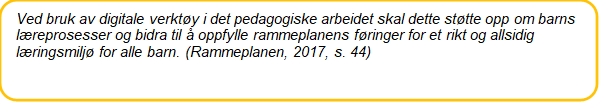 Ved bruk av digitale verktøy i det pedagogiske arbeidet skal dette støtte opp om barns
læreprosesser og bidra til å oppfylle rammeplanens føringer for et rikt og allsidig
læringsmiljø for alle barn. (Rammeplanen, 2017, s. 44)